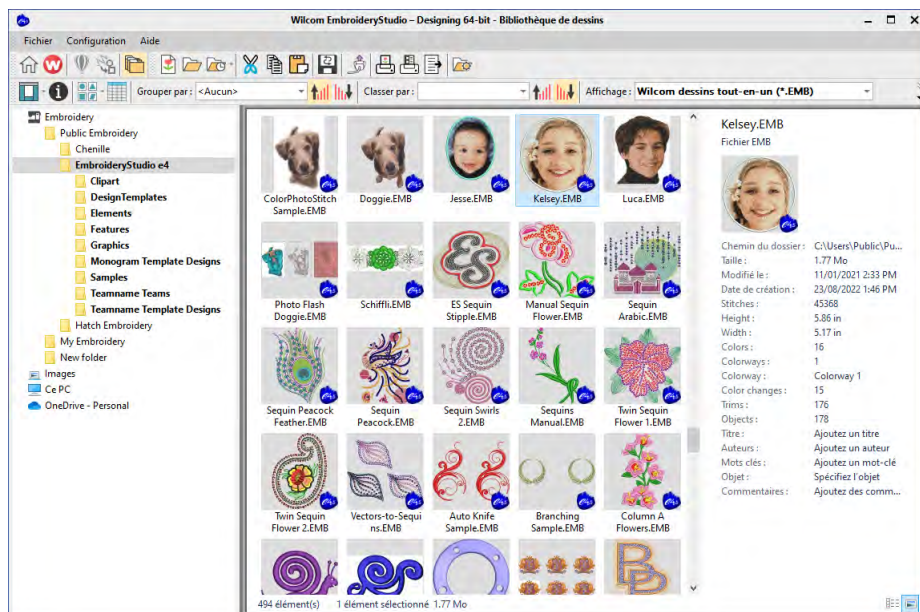 Wilcom EmbroideryStudio – Designing 64-bit - Bibliothèque de dessins
Fichier Configuration Aide
Grouper par : <Aucun> Classer par : Affichage : Wilcom dessins tout-en-un (*.EMB)
Embroidery
Public Embroidery
Chenille
EmbroideryStudio e4
Clipart
DesignTemplates
Elements
Features
Graphics
Monogram Template Designs
Samples
Teamname Teams
Teamname Template Designs
Hatch Embroidery
My Embroidery
New folder
Images
Ce PC
OneDrive - Personal
ColorPhotoStitch Sample.EMB
Doggie.EMB
Jesse.EMB
Kelsey.EMB
Luca.EMB
Photo Flash Doggie.EMB
Schiffli.EMB
ES Sequin Stipple.EMB
Manual Sequin Flower.EMB
Sequin Arabic.EMB
Sequin Peacock Feather.EMB
Sequin Peacock.EMB
Sequin Swirls 2.EMB
Sequins Manual.EMB
Twin Sequin Flower 1.EMB
Twin Sequin Flower 2.EMB
Vectors-to-Sequins.EMB
Auto Knife Sample.EMB
Branching Sample.EMB
Column A Flowers.EMB
Kelsey.EMB
Fichier EMB
Chemin du dossier : C:\Users\Public\Pu...
Taille : 1.77 Mo
Modifié le : 11/01/2021 2:33 PM
Date de création : 23/08/2022 1:46 PM
Stitches : 45368
Height : 5.86 in
Width : 5.17 in
Colors : 16
Colorways : 1
Colorway : Colorway 1
Color changes : 15
Trims : 176
Objects : 178
Titre : Ajoutez un titre
Auteurs : Ajoutez un auteur
Mots clés : Ajoutez un mot-clé
Objet : Spécifiez l'objet
Commentaires : Ajoutez des comm...
494 élément(s) 1 élément sélectionné 1.77 Mo